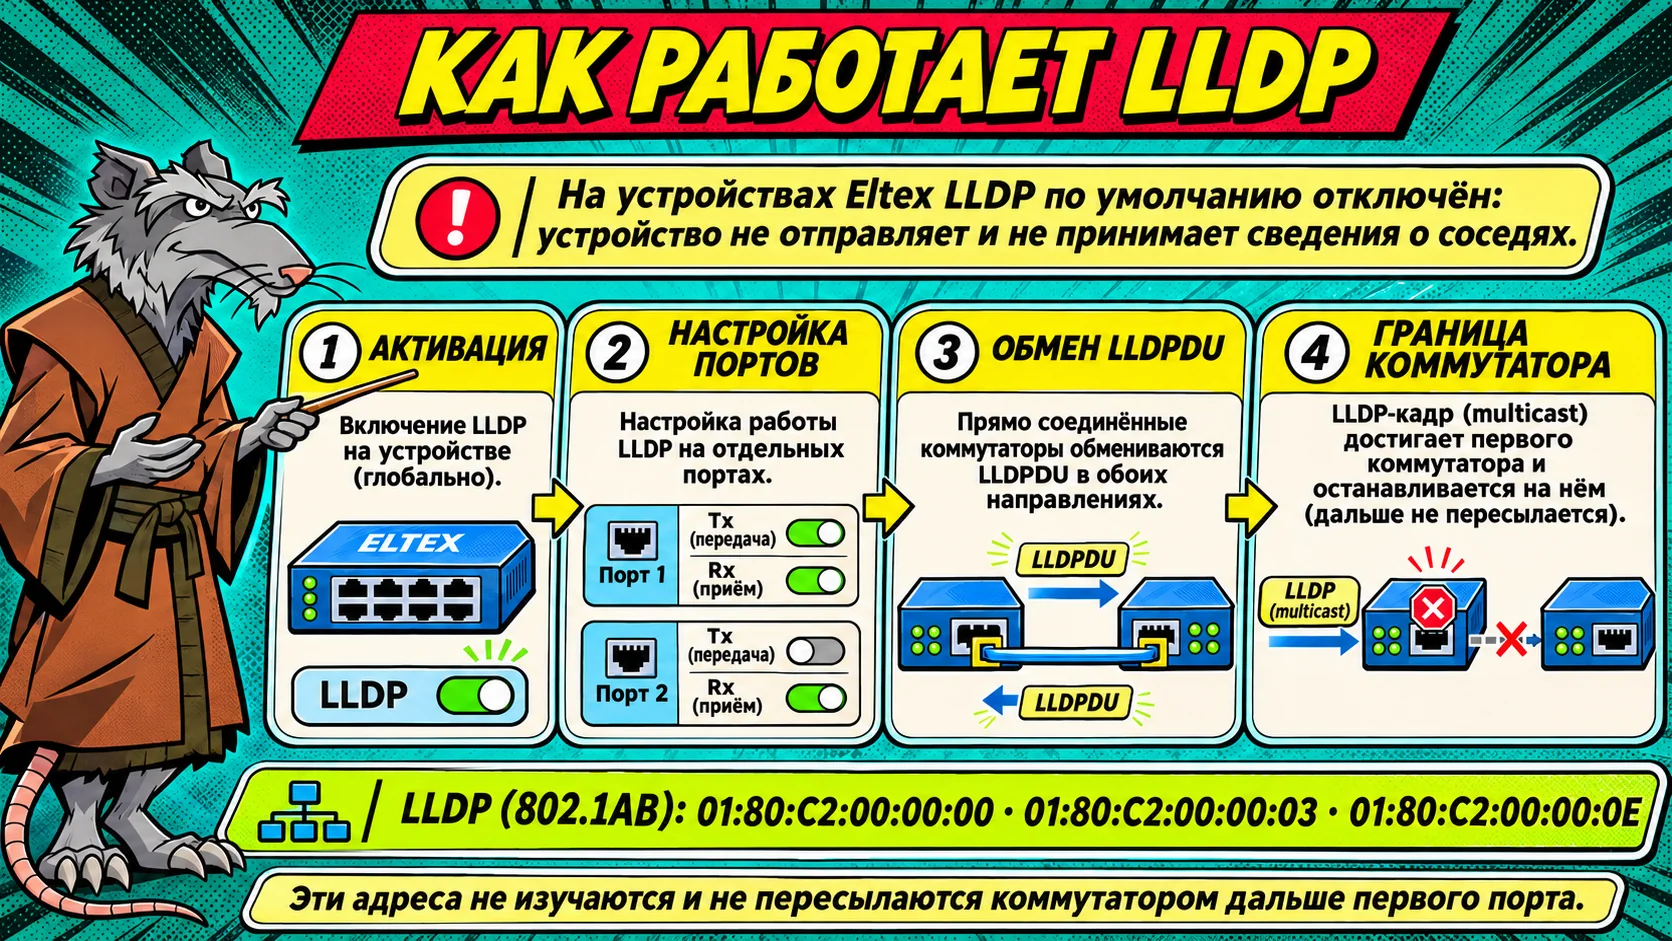 КАК РАБОТАЕТ LLDP
На устройствах Eltex LLDP по умолчанию отключён:
устройство не отправляет и не принимает сведения о соседях.
1 АКТИВАЦИЯ
Включение LLDP
на устройстве
(глобально).
ELTEX
LLDP
2 НАСТРОЙКА
ПОРТОВ
Настройка работы
LLDP на отдельных
портах.
Порт 1
Tx
(передача)
Rx
(приём)
Порт 2
Tx
(передача)
Rx
(приём)
3 ОБМЕН LLDPDU
Прямо соединённые
коммутаторы обмениваются
LLDPDU в обоих
направлениях.
LLDPDU
LLDPDU
4 ГРАНИЦА
КОММУТАТОРА
LLDP-кадр (multicast)
достигает первого
коммутатора и
останавливается на нём
(дальше не пересылается).
LLDP
(multicast)
LLDP (802.1AB): 01:80:C2:00:00:00 · 01:80:C2:00:00:03 · 01:80:C2:00:00:0E
Эти адреса не изучаются и не пересылаются коммутатором дальше первого порта.